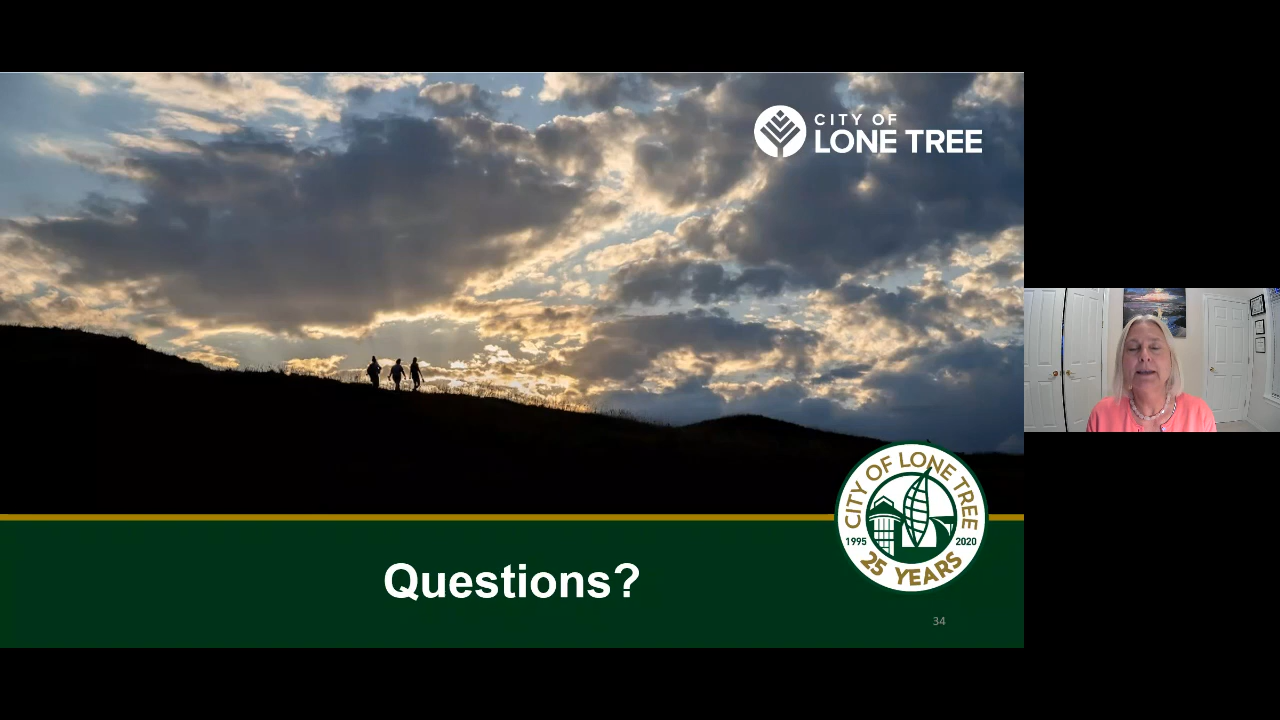 CITY OF
LONE TREE
CITY OF LONE TREE
1995
2020
25 YEARS
Questions?
34